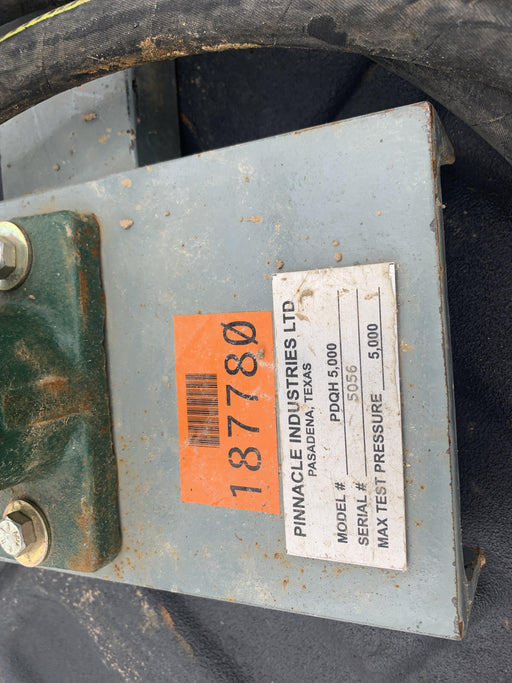 187780
PINNACLE INDUSTRIES LTD
PASADENA, TEXAS
MODEL # PDQH 5,000
SERIAL # 5056
MAX TEST PRESSURE 5,000